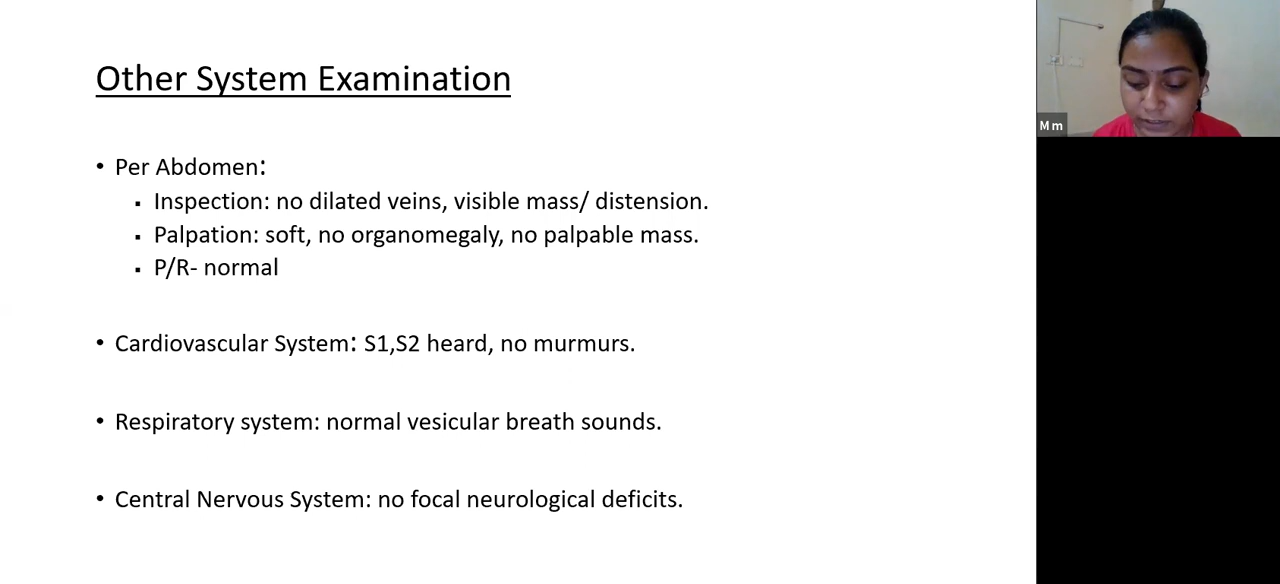 Other System Examination
• Per Abdomen:
▪ Inspection: no dilated veins, visible mass/ distension.
▪ Palpation: soft, no organomegaly, no palpable mass.
▪ P/R- normal
• Cardiovascular System: S1,S2 heard, no murmurs.
• Respiratory system: normal vesicular breath sounds.
• Central Nervous System: no focal neurological deficits.
M m